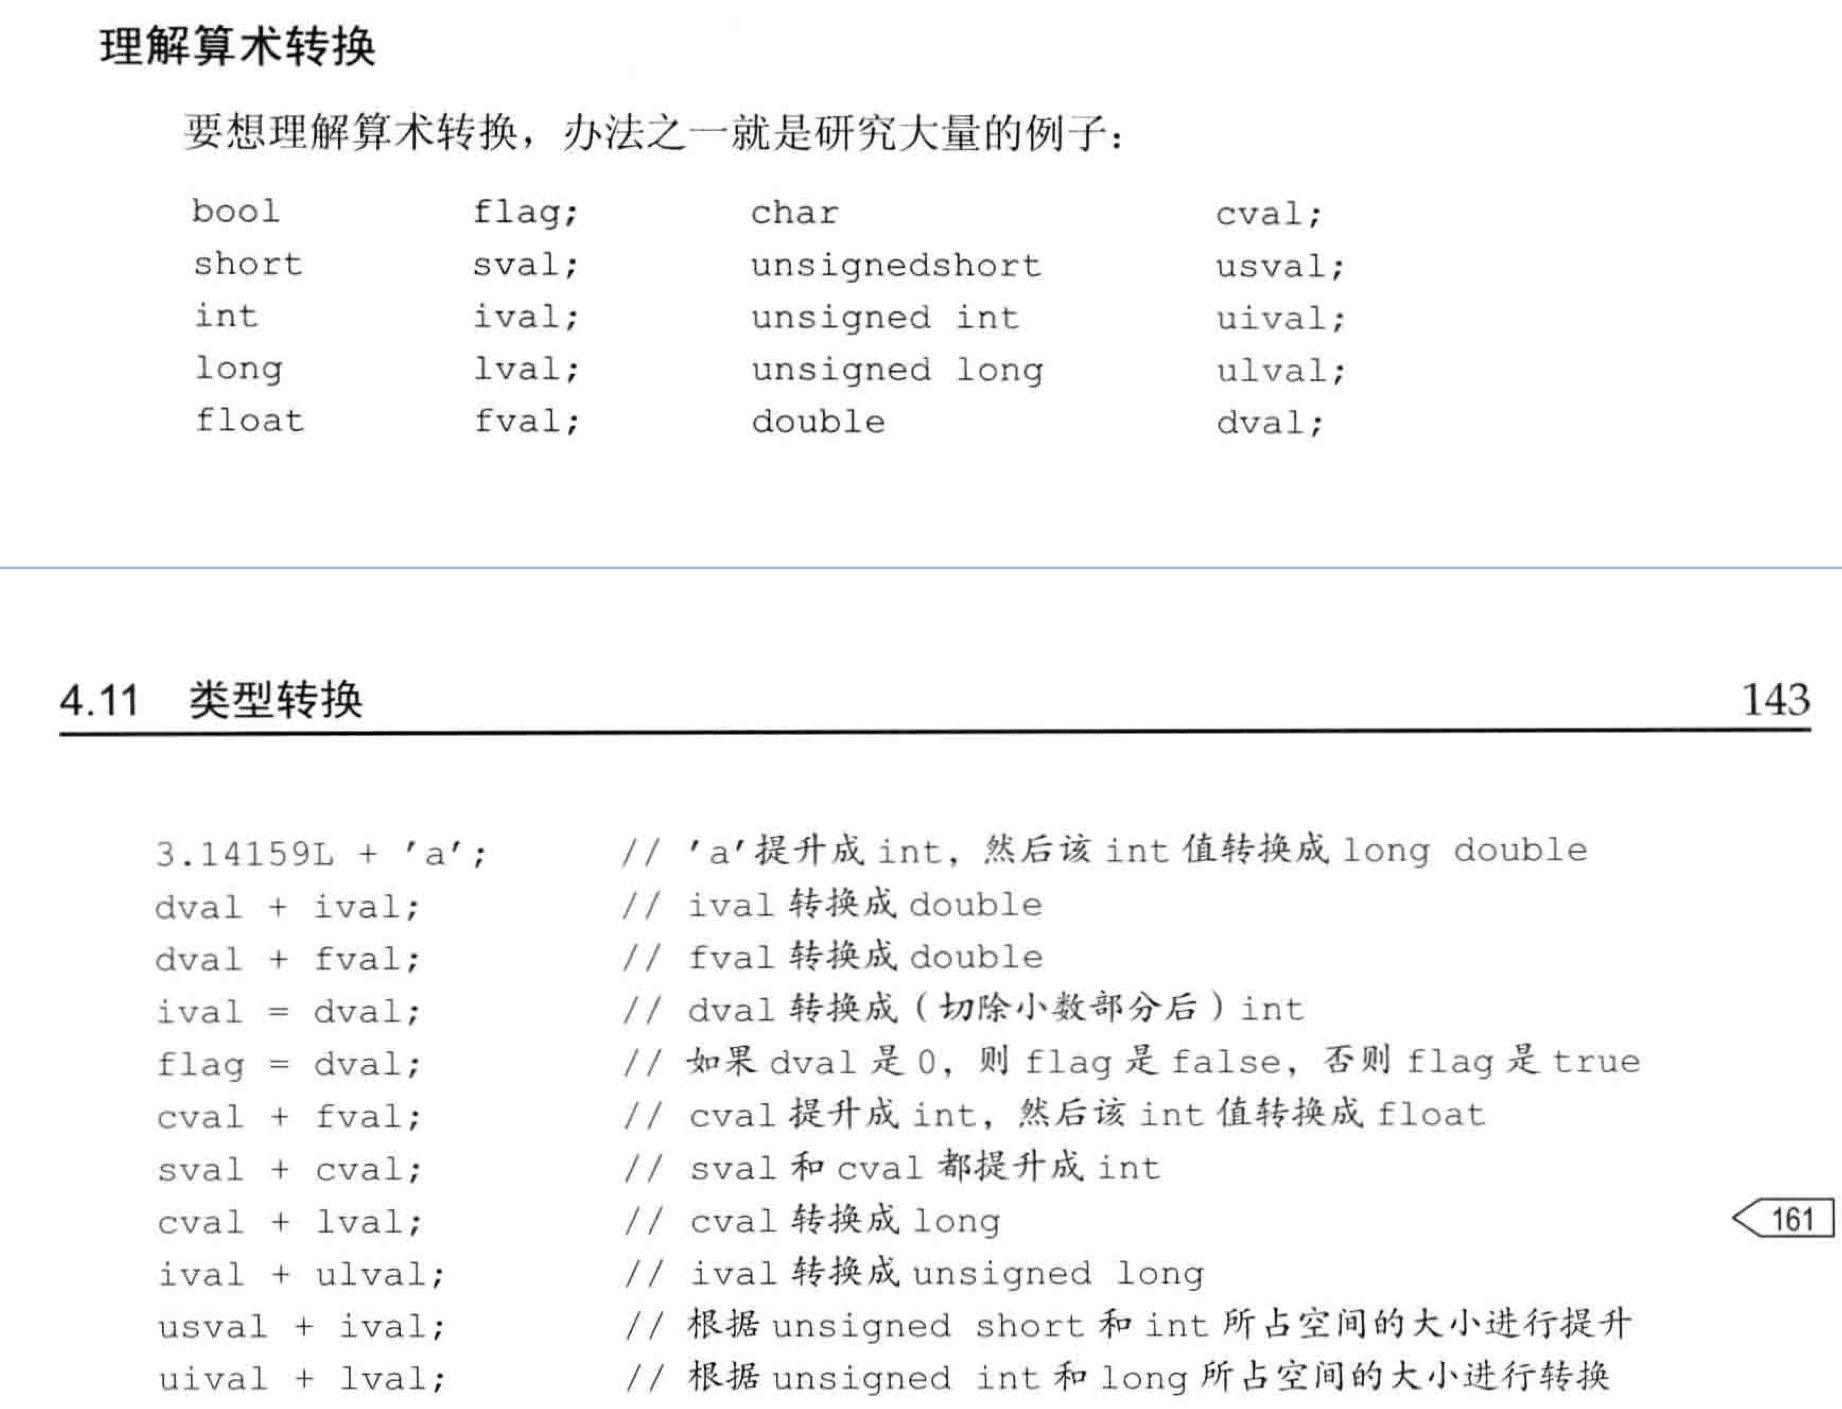 理解算术转换
要想理解算术转换，办法之一就是研究大量的例子：
bool flag; char cval;
short sval; unsignedshort usval;
int ival; unsigned int uival;
long lval; unsigned long ulval;
float fval; double dval;
4.11 类型转换 143
3.14159L + 'a'; // 'a'提升成 int，然后该 int 值转换成 long double
dval + ival; // ival 转换成 double
dval + fval; // fval 转换成 double
ival = dval; // dval 转换成（切除小数部分后）int
flag = dval; // 如果 dval 是 0，则 flag 是 false，否则 flag 是 true
cval + fval; // cval 提升成 int，然后该 int 值转换成 float
sval + cval; // sval 和 cval 都提升成 int
cval + lval; // cval 转换成 long
161
ival + ulval; // ival 转换成 unsigned long
usval + ival; // 根据 unsigned short 和 int 所占空间的大小进行提升
uival + lval; // 根据 unsigned int 和 long 所占空间的大小进行转换